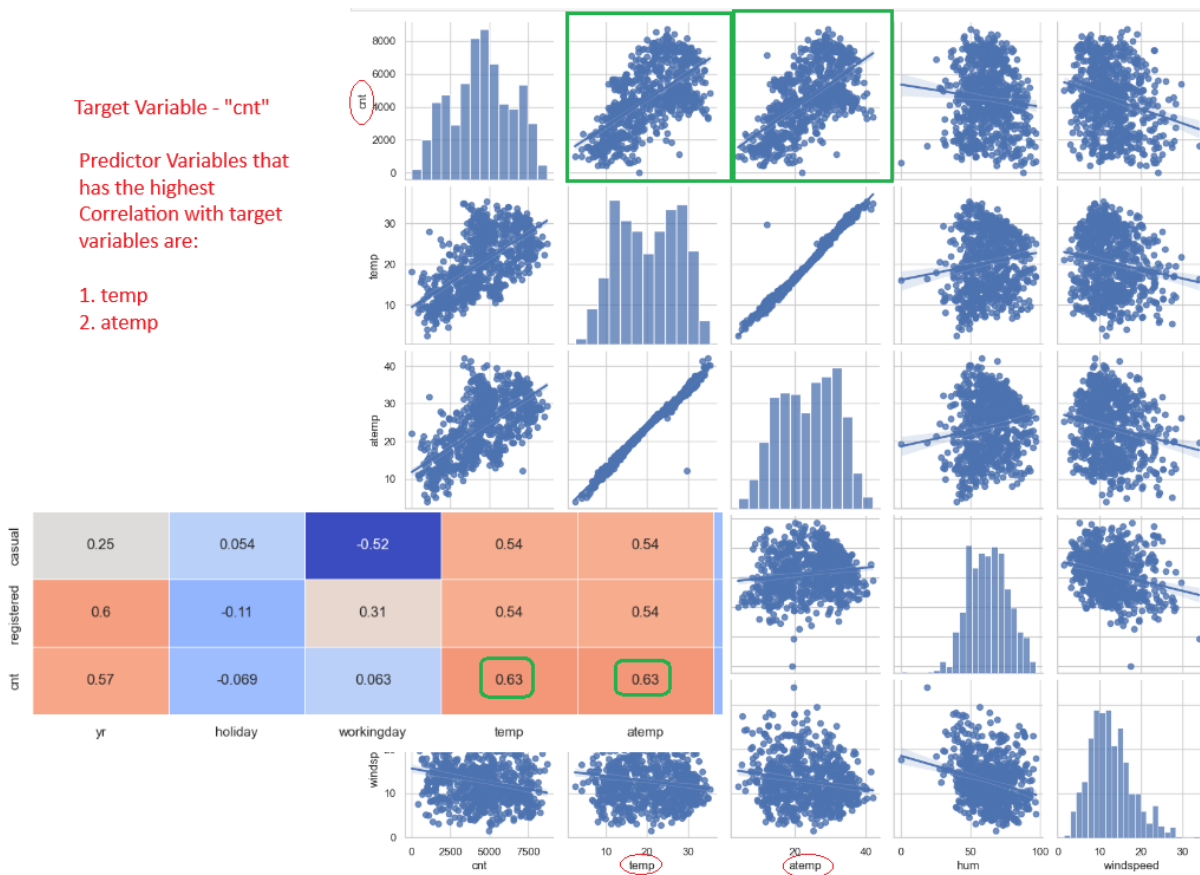 Target Variable - "cnt"
Predictor Variables that
has the highest
Correlation with target
variables are:
1. temp
2. atemp
cnt
8000
6000
4000
2000
0
temp
30
20
10
atemp
40
30
20
10
casual
0.25 0.054 -0.52 0.54 0.54
registered
0.6 -0.11 0.31 0.54 0.54
cnt
0.57 -0.069 0.063 0.63 0.63
yr holiday workingday temp atemp
windsp
10
0
0 2500 5000 7500 10 20 30 20 40 0 50 100 0 10 20 30
cnt temp atemp hum windspeed